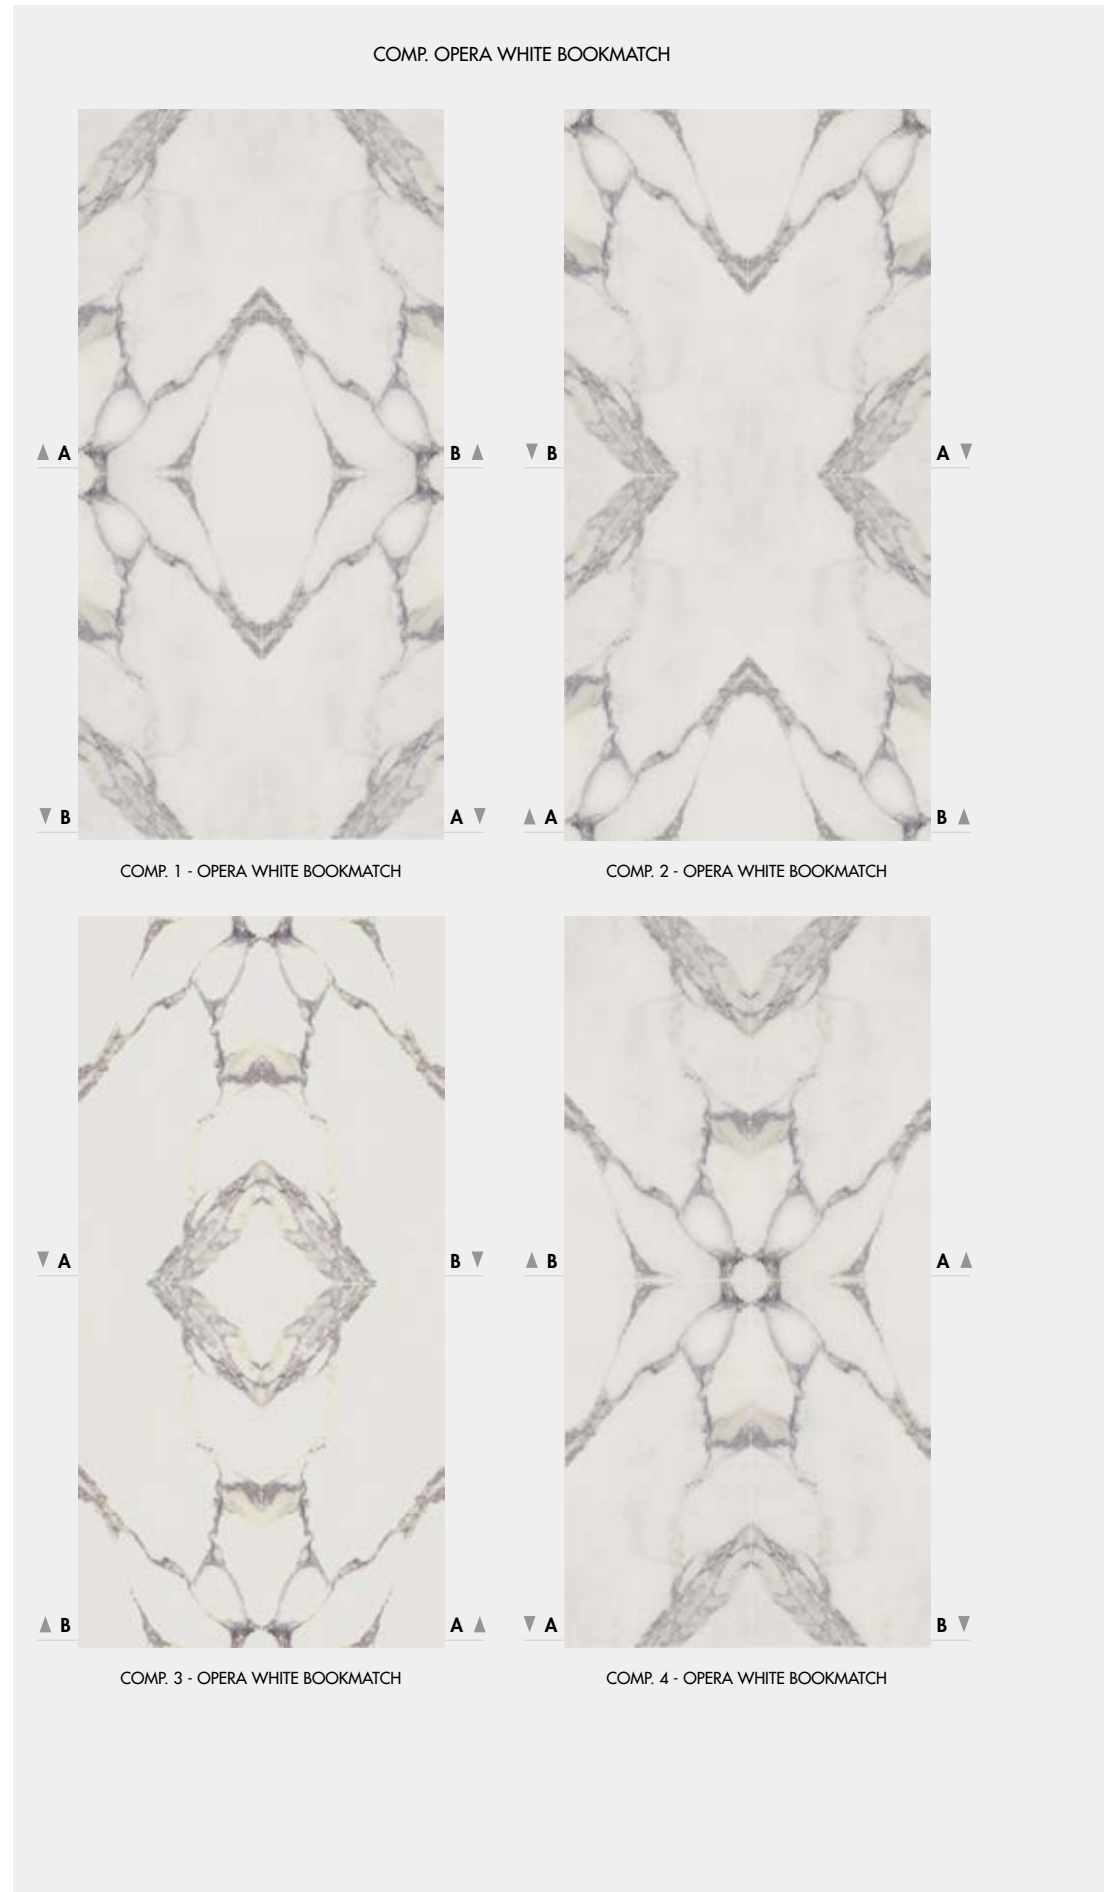 COMP. OPERA WHITE BOOKMATCH
▲ A B ▲
▼ B A ▼
▼ B A ▼
▲ A B ▲
COMP. 1 - OPERA WHITE BOOKMATCH
COMP. 2 - OPERA WHITE BOOKMATCH
▼ A B ▼
▲ B A ▲
▲ B A ▲
▼ A B ▼
COMP. 3 - OPERA WHITE BOOKMATCH
COMP. 4 - OPERA WHITE BOOKMATCH